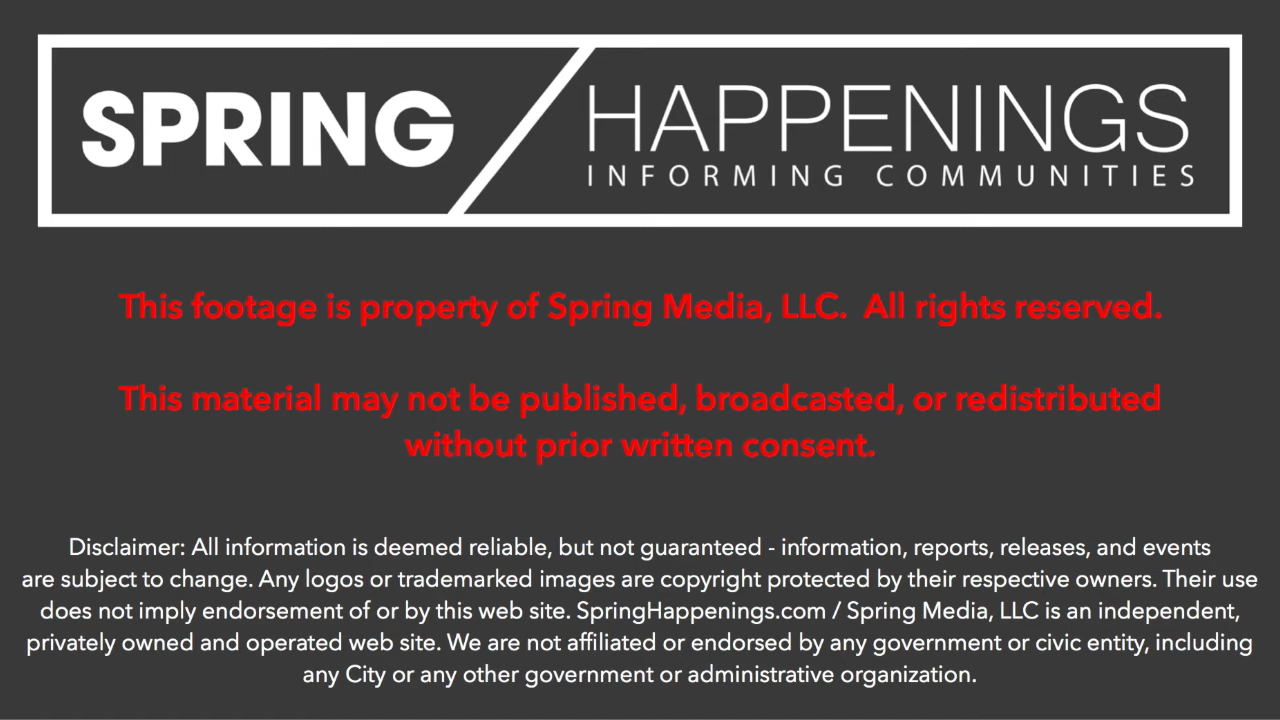 SPRING HAPPENINGS
INFORMING COMMUNITIES
This footage is property of Spring Media, LLC.  All rights reserved.
This material may not be published, broadcasted, or redistributed
without prior written consent.
Disclaimer: All information is deemed reliable, but not guaranteed - information, reports, releases, and events
are subject to change. Any logos or trademarked images are copyright protected by their respective owners. Their use
does not imply endorsement of or by this web site. SpringHappenings.com / Spring Media, LLC is an independent,
privately owned and operated web site. We are not affiliated or endorsed by any government or civic entity, including
any City or any other government or administrative organization.